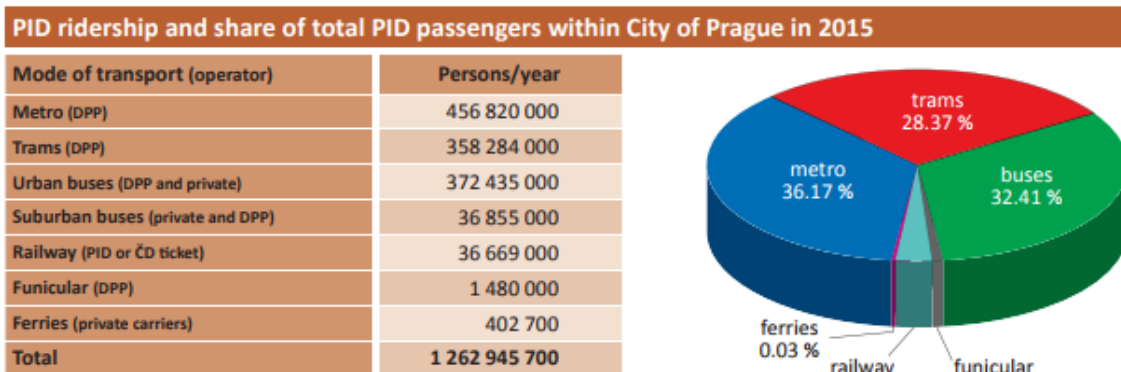 PID ridership and share of total PID passengers within City of Prague in 2015
Mode of transport (operator) Persons/year
Metro (DPP) 456 820 000
Trams (DPP) 358 284 000
Urban buses (DPP and private) 372 435 000
Suburban buses (private and DPP) 36 855 000
Railway (PID or ČD ticket) 36 669 000
Funicular (DPP) 1 480 000
Ferries (private carriers) 402 700
Total 1 262 945 700
trams
28.37 %
metro
36.17 %
buses
32.41 %
ferries
0.03 %
railway
funicular